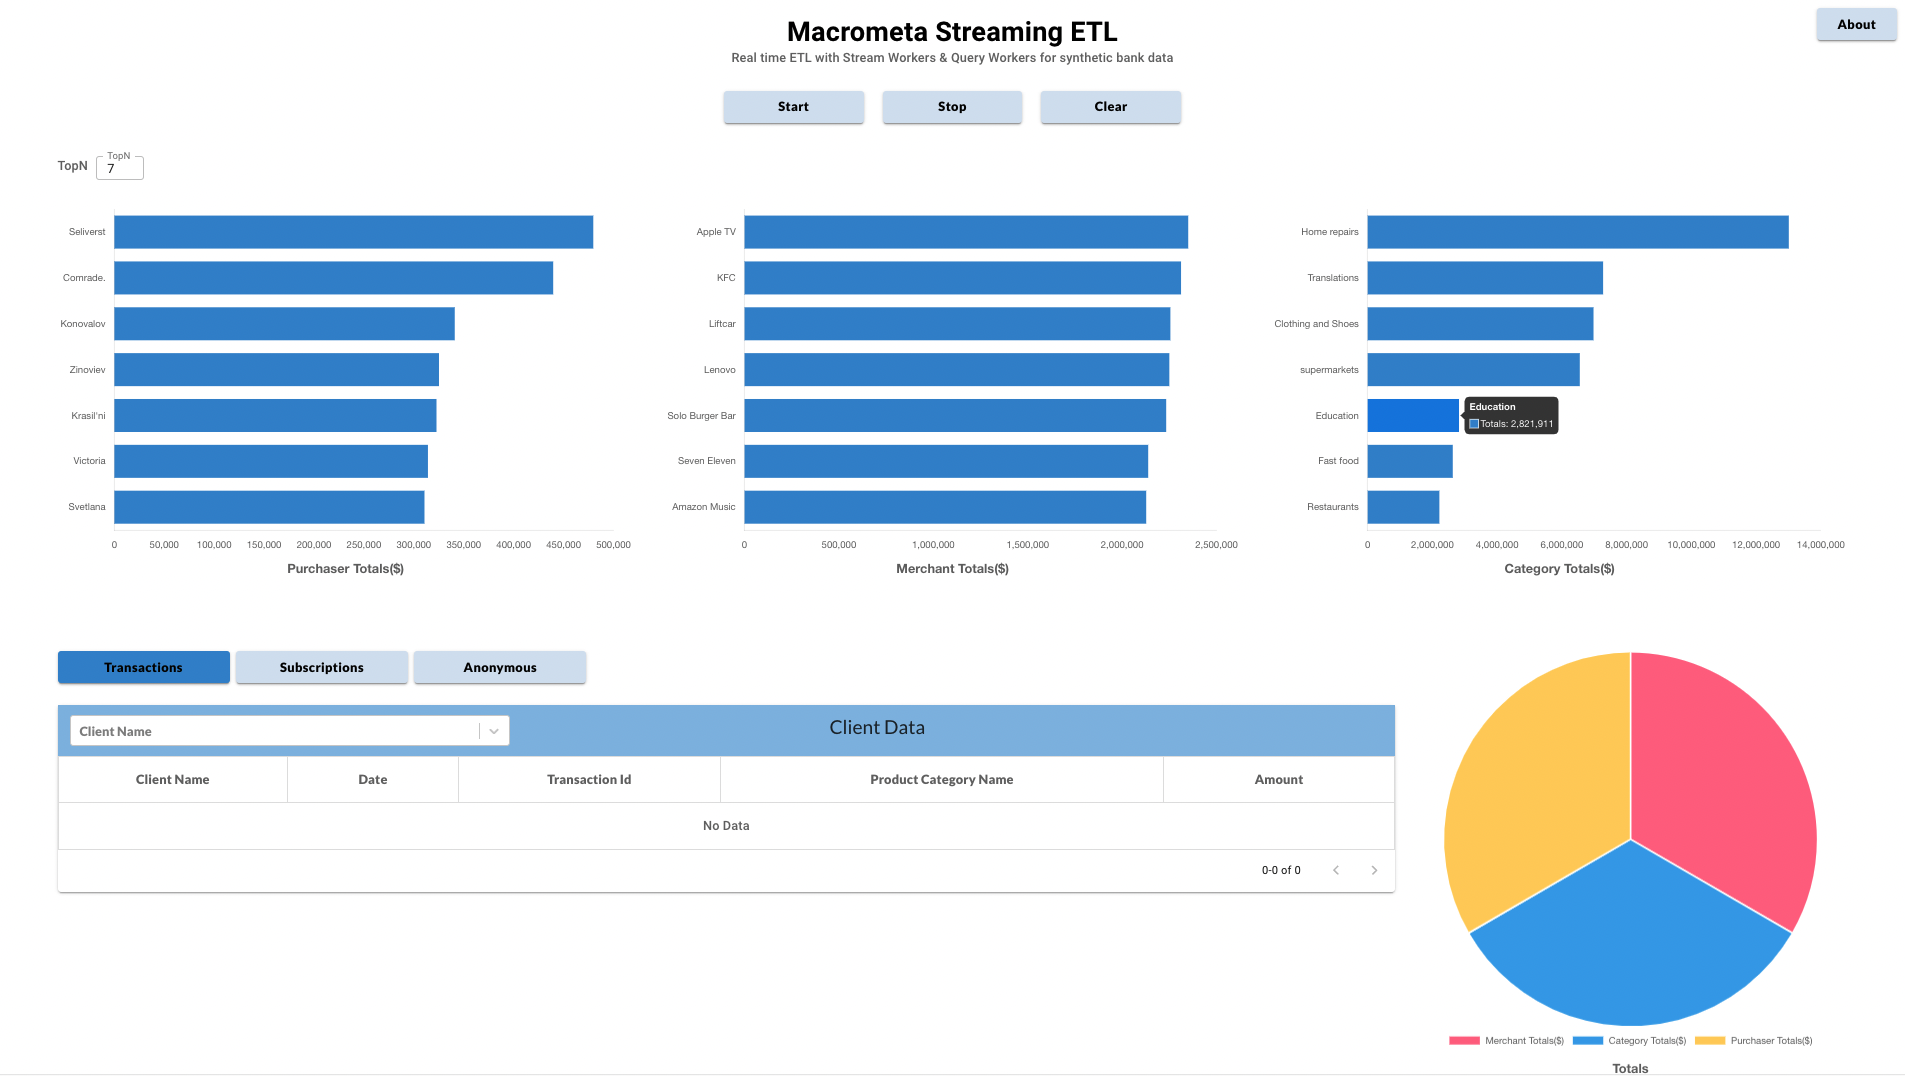 Macrometa Streaming ETL
About
Real time ETL with Stream Workers & Query Workers for synthetic bank data
Start Stop Clear
TopN
TopN
7
Seliverst
Comrade.
Konovalov
Zinoviev
Krasil'ni
Victoria
Svetlana
0 50,000 100,000 150,000 200,000 250,000 300,000 350,000 400,000 450,000 500,000
Purchaser Totals($)
Apple TV
KFC
Liftcar
Lenovo
Solo Burger Bar
Seven Eleven
Amazon Music
0 500,000 1,000,000 1,500,000 2,000,000 2,500,000
Merchant Totals($)
Home repairs
Translations
Clothing and Shoes
supermarkets
Education
Fast food
Restaurants
Education
Totals: 2,821,911
0 2,000,000 4,000,000 6,000,000 8,000,000 10,000,000 12,000,000 14,000,000
Category Totals($)
Transactions Subscriptions Anonymous
Client Name
Client Data
Client Name Date Transaction Id Product Category Name Amount
No Data
0-0 of 0
Merchant Totals($) Category Totals($) Purchaser Totals($)
Totals